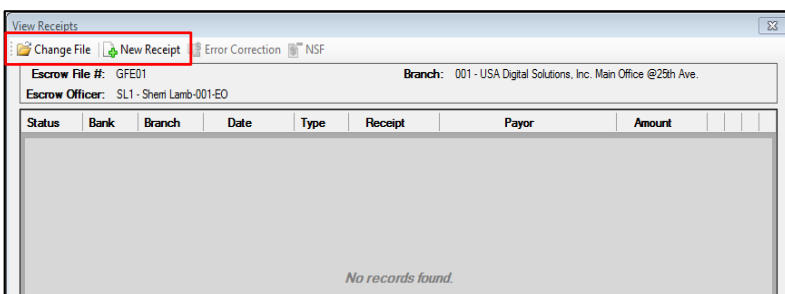 View Receipts
Change File New Receipt Error Correction NSF
Escrow File #: GFE01 Branch: 001 - USA Digital Solutions, Inc. Main Office @25th Ave.
Escrow Officer: SL1 - Sherri Lamb-001-EO
Status Bank Branch Date Type Receipt Payor Amount
No records found.